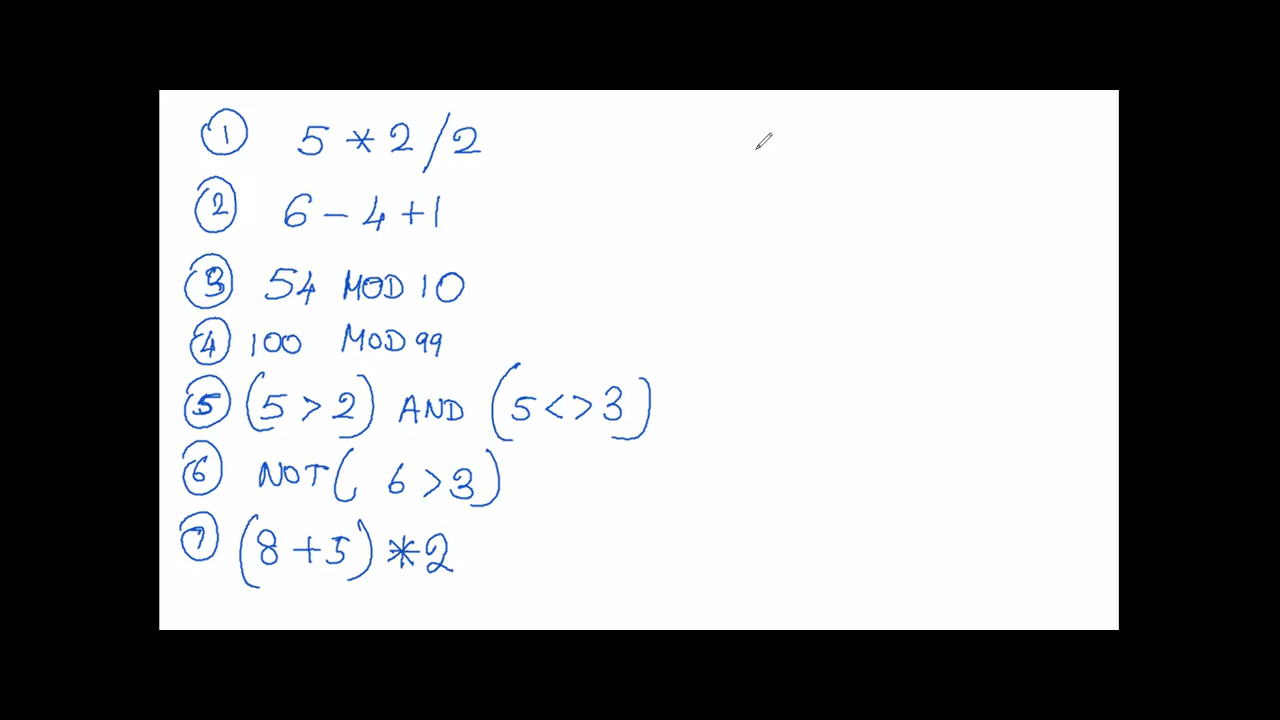 1 5 * 2 / 2
2 6 - 4 + 1
3 54 MOD 10
4 100 MOD 99
5 (5 > 2) AND (5 <> 3)
6 NOT( 6 > 3)
7 (8 + 5) * 2